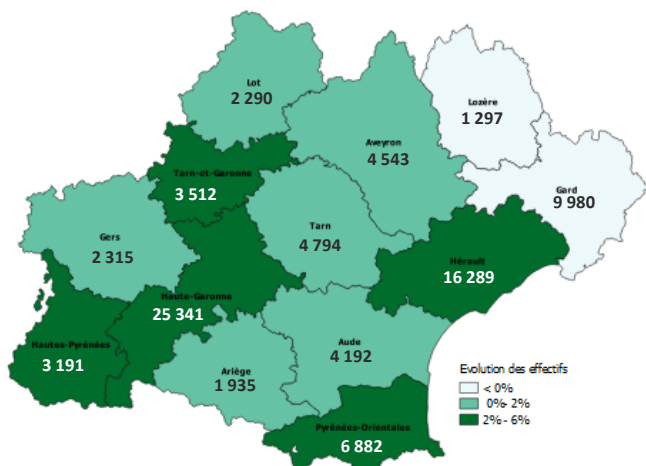 Lot
2 290
Lozère
1 297
Aveyron
4 543
Tarn-et-Garonne
3 512
Gard
9 980
Tarn
4 794
Gers
2 315
Hérault
16 289
Haute-Garonne
25 341
Hautes-Pyrénées
3 191
Aude
4 192
Ariège
1 935
Pyrénées-Orientales
6 882
Evolution des effectifs
< 0%
0%- 2%
2% - 6%